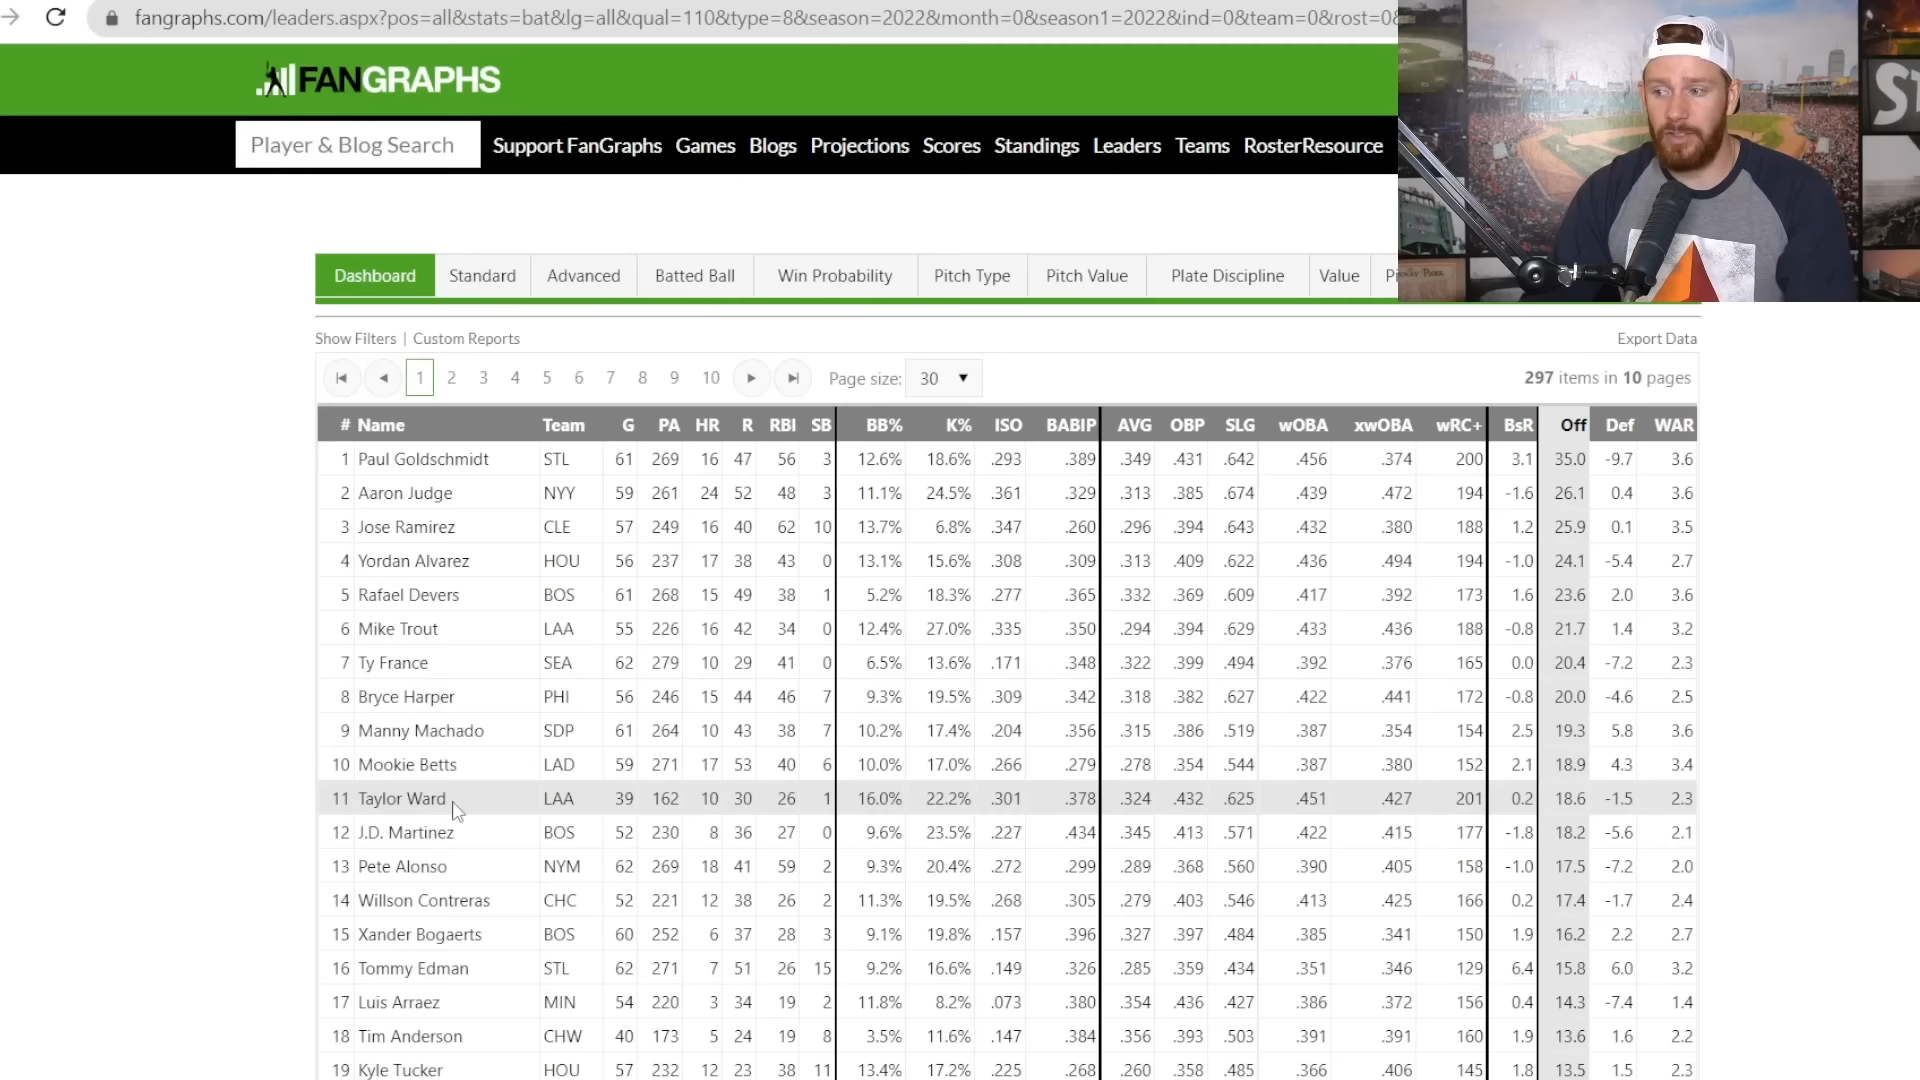 fangraphs.com/leaders.aspx?pos=all&stats=bat&lg=all&qual=110&type=8&season=2022&month=0&season1=2022&ind=0&team=0&rost=0&
FANGRAPHS
Player & Blog Search Support FanGraphs Games Blogs Projections Scores Standings Leaders Teams RosterResource
Dashboard Standard Advanced Batted Ball Win Probability Pitch Type Pitch Value Plate Discipline Value Pi
Show Filters | Custom Reports Export Data
1 2 3 4 5 6 7 8 9 10 Page size: 30 297 items in 10 pages
# Name Team G PA HR R RBI SB BB% K% ISO BABIP AVG OBP SLG wOBA xwOBA wRC+ BsR Off Def WAR
1 Paul Goldschmidt STL 61 269 16 47 56 3 12.6% 18.6% .293 .389 .349 .431 .642 .456 .374 200 3.1 35.0 -9.7 3.6
2 Aaron Judge NYY 59 261 24 52 48 3 11.1% 24.5% .361 .329 .313 .385 .674 .439 .472 194 -1.6 26.1 0.4 3.6
3 Jose Ramirez CLE 57 249 16 40 62 10 13.7% 6.8% .347 .260 .296 .394 .643 .432 .380 188 1.2 25.9 0.1 3.5
4 Yordan Alvarez HOU 56 237 17 38 43 0 13.1% 15.6% .308 .309 .313 .409 .622 .436 .494 194 -1.0 24.1 -5.4 2.7
5 Rafael Devers BOS 61 268 15 49 38 1 5.2% 18.3% .277 .365 .332 .369 .609 .417 .392 173 1.6 23.6 2.0 3.6
6 Mike Trout LAA 55 226 16 42 34 0 12.4% 27.0% .335 .350 .294 .394 .629 .433 .436 188 -0.8 21.7 1.4 3.2
7 Ty France SEA 62 279 10 29 41 0 6.5% 13.6% .171 .348 .322 .399 .494 .392 .376 165 0.0 20.4 -7.2 2.3
8 Bryce Harper PHI 56 246 15 44 46 7 9.3% 19.5% .309 .342 .318 .382 .627 .422 .441 172 -0.8 20.0 -4.6 2.5
9 Manny Machado SDP 61 264 10 43 38 7 10.2% 17.4% .204 .356 .315 .386 .519 .387 .354 154 2.5 19.3 5.8 3.6
10 Mookie Betts LAD 59 271 17 53 40 6 10.0% 17.0% .266 .279 .278 .354 .544 .387 .380 152 2.1 18.9 4.3 3.4
11 Taylor Ward LAA 39 162 10 30 26 1 16.0% 22.2% .301 .378 .324 .432 .625 .451 .427 201 0.2 18.6 -1.5 2.3
12 J.D. Martinez BOS 52 230 8 36 27 0 9.6% 23.5% .227 .434 .345 .413 .571 .422 .415 177 -1.8 18.2 -5.6 2.1
13 Pete Alonso NYM 62 269 18 41 59 2 9.3% 20.4% .272 .299 .289 .368 .560 .390 .405 158 -1.0 17.5 -7.2 2.0
14 Willson Contreras CHC 52 221 12 38 26 2 11.3% 19.5% .268 .305 .279 .403 .546 .413 .425 166 0.2 17.4 -1.7 2.4
15 Xander Bogaerts BOS 60 252 6 37 28 3 9.1% 19.8% .157 .396 .327 .397 .484 .385 .341 150 1.9 16.2 2.2 2.7
16 Tommy Edman STL 62 271 7 51 26 15 9.2% 16.6% .149 .326 .285 .359 .434 .351 .346 129 6.4 15.8 6.0 3.2
17 Luis Arraez MIN 54 220 3 34 19 2 11.8% 8.2% .073 .380 .354 .436 .427 .386 .372 156 0.4 14.3 -7.4 1.4
18 Tim Anderson CHW 40 173 5 24 19 8 3.5% 11.6% .147 .384 .356 .393 .503 .391 .391 160 1.9 13.6 1.6 2.2
19 Kyle Tucker HOU 57 232 12 23 38 11 13.4% 17.2% .225 .268 .260 .358 .485 .366 .406 145 1.8 13.5 1.5 2.3